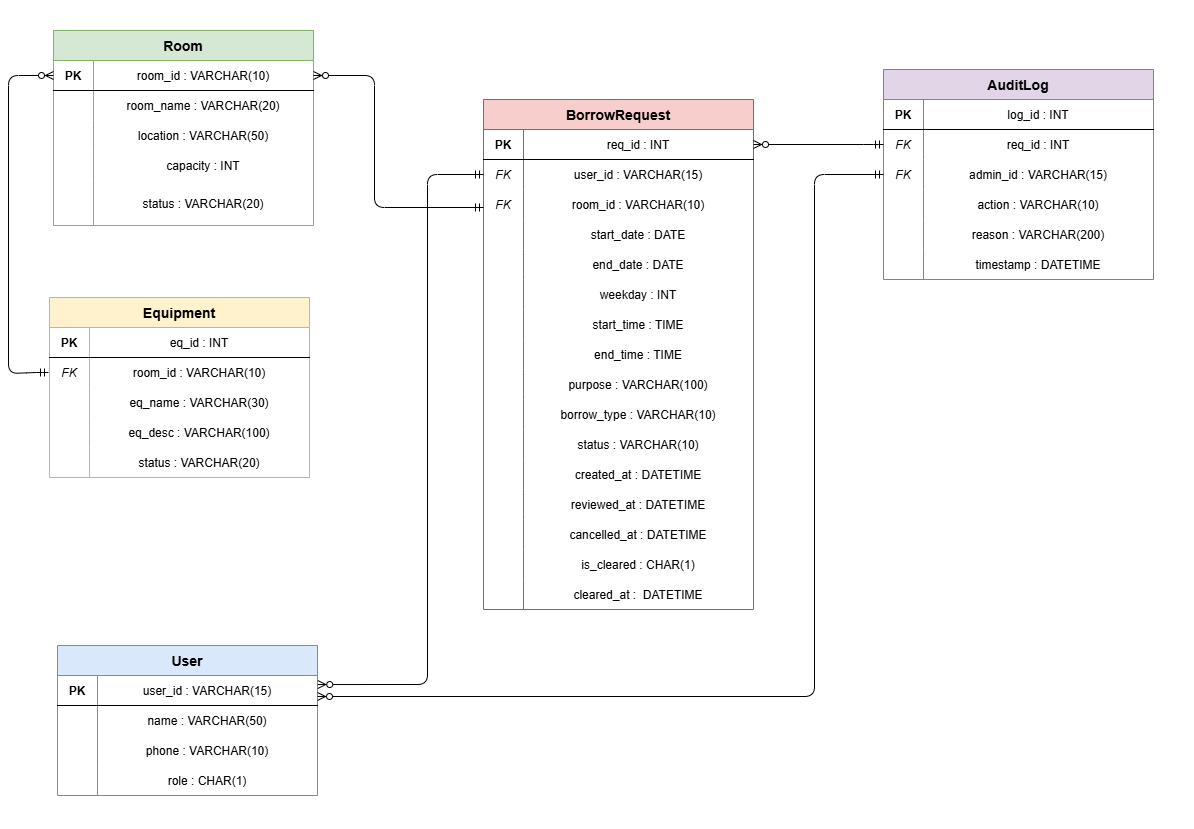 Room
PK room_id : VARCHAR(10)
room_name : VARCHAR(20)
location : VARCHAR(50)
capacity : INT
status : VARCHAR(20)
Equipment
PK eq_id : INT
FK room_id : VARCHAR(10)
eq_name : VARCHAR(30)
eq_desc : VARCHAR(100)
status : VARCHAR(20)
User
PK user_id : VARCHAR(15)
name : VARCHAR(50)
phone : VARCHAR(10)
role : CHAR(1)
BorrowRequest
PK req_id : INT
FK user_id : VARCHAR(15)
FK room_id : VARCHAR(10)
start_date : DATE
end_date : DATE
weekday : INT
start_time : TIME
end_time : TIME
purpose : VARCHAR(100)
borrow_type : VARCHAR(10)
status : VARCHAR(10)
created_at : DATETIME
reviewed_at : DATETIME
cancelled_at : DATETIME
is_cleared : CHAR(1)
cleared_at :  DATETIME
AuditLog
PK log_id : INT
FK req_id : INT
FK admin_id : VARCHAR(15)
action : VARCHAR(10)
reason : VARCHAR(200)
timestamp : DATETIME